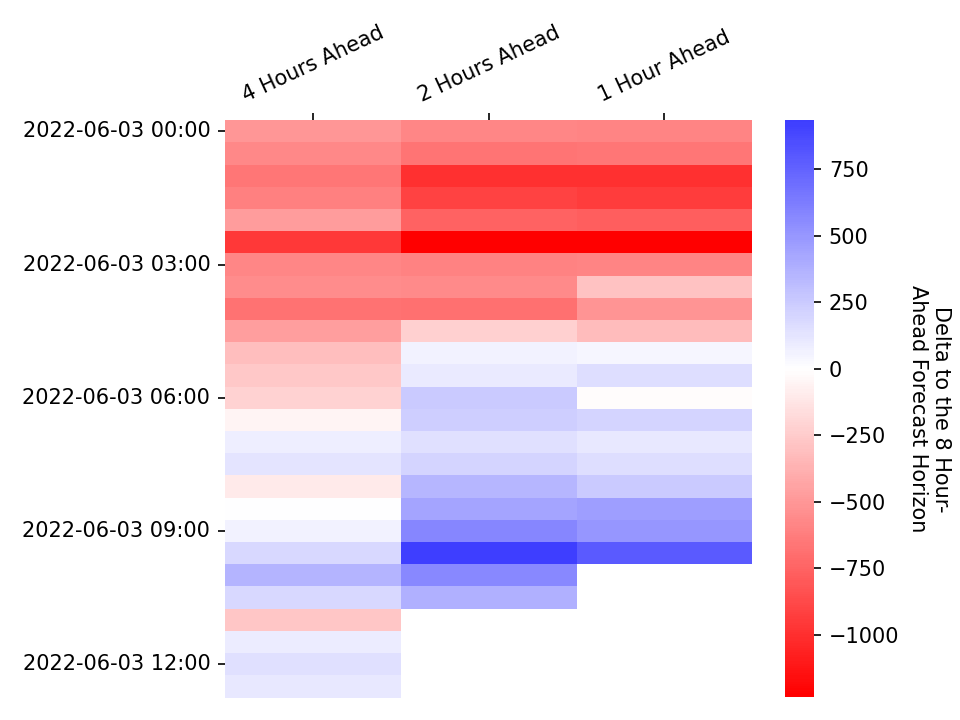 4 Hours Ahead
2 Hours Ahead
1 Hour Ahead
2022-06-03 00:00
2022-06-03 03:00
2022-06-03 06:00
2022-06-03 09:00
2022-06-03 12:00
750
500
250
0
−250
−500
−750
−1000
Delta to the 8 Hour-
Ahead Forecast Horizon